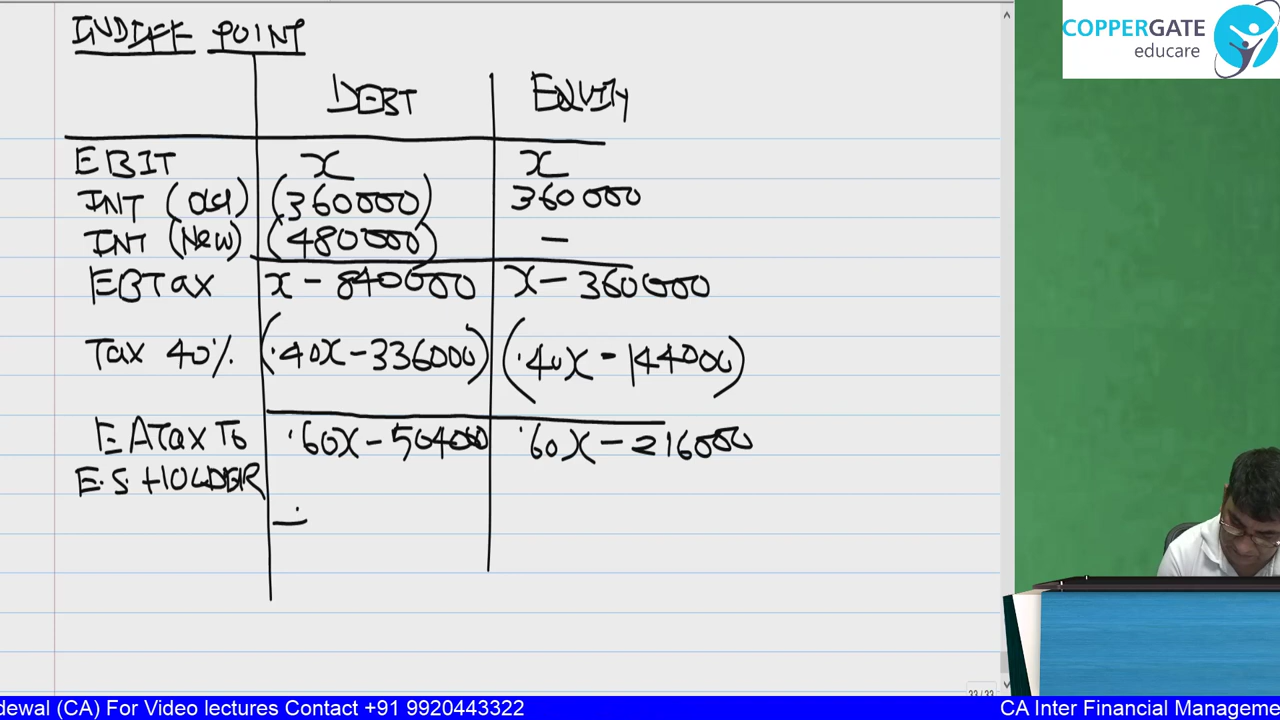 INDIFF POINT
DEBT EQUITY
EBIT x x
INT (Old) (360000) 360000
INT (New) (480000) —
EBTax x - 840000 x - 360000
Tax 40% (.40x - 336000) (.40x - 144000)
EATax To .60x - 504000 .60x - 216000
E.S. HOLDER
÷
COPPERGATE
educare
33/33
dewal (CA) For Video lectures Contact +91 9920443322
CA Inter Financial Manageme